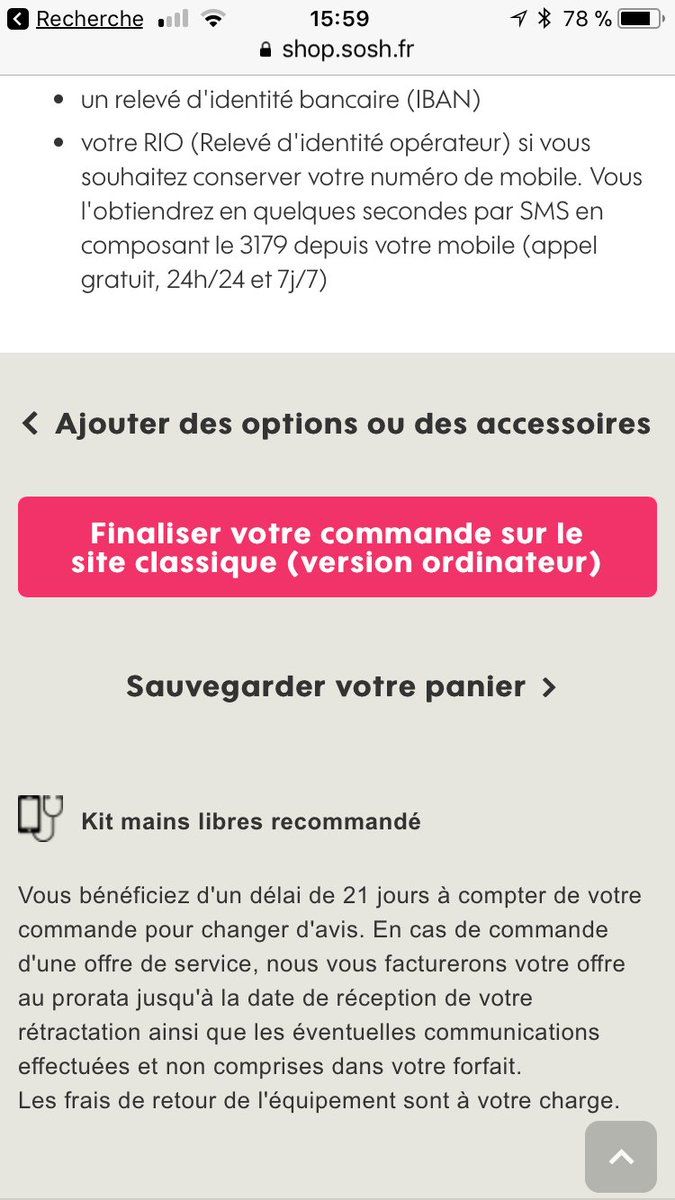 Recherche 15:59 78 %
shop.sosh.fr
• un relevé d'identité bancaire (IBAN)
• votre RIO (Relevé d'identité opérateur) si vous
souhaitez conserver votre numéro de mobile. Vous
l'obtiendrez en quelques secondes par SMS en
composant le 3179 depuis votre mobile (appel
gratuit, 24h/24 et 7j/7)
Ajouter des options ou des accessoires
Finaliser votre commande sur le
site classique (version ordinateur)
Sauvegarder votre panier
Kit mains libres recommandé
Vous bénéficiez d'un délai de 21 jours à compter de votre
commande pour changer d'avis. En cas de commande
d'une offre de service, nous vous facturerons votre offre
au prorata jusqu'à la date de réception de votre
rétractation ainsi que les éventuelles communications
effectuées et non comprises dans votre forfait.
Les frais de retour de l'équipement sont à votre charge.